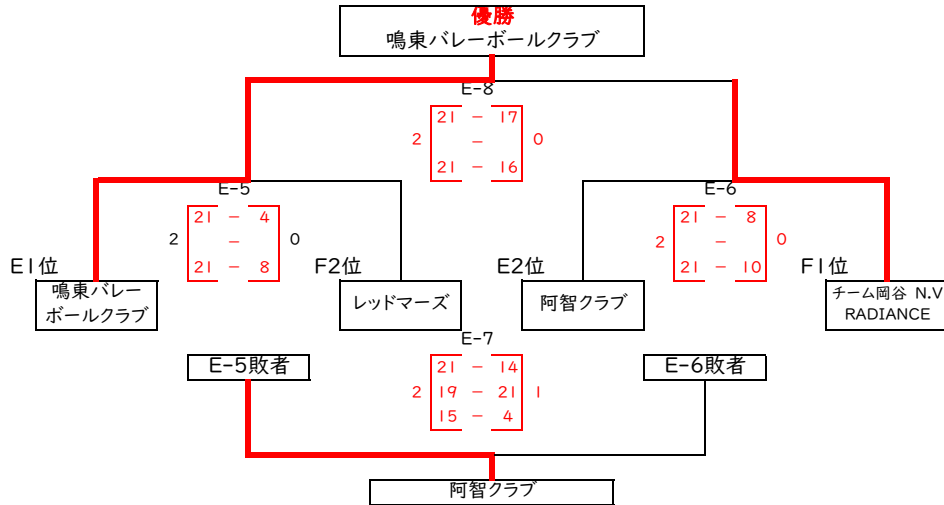 優勝
鳴東バレーボールクラブ
E-8
21 - 17
2 - 0
21 - 16
E-5
21 - 4
2 - 0
21 - 8
E-6
21 - 8
2 - 0
21 - 10
E1位
F2位
E2位
F1位
鳴東バレー
ボールクラブ
レッドマーズ
阿智クラブ
チーム岡谷 N.V
RADIANCE
E-7
E-5敗者
E-6敗者
21 - 14
2 19 - 21 1
15 - 4
阿智クラブ